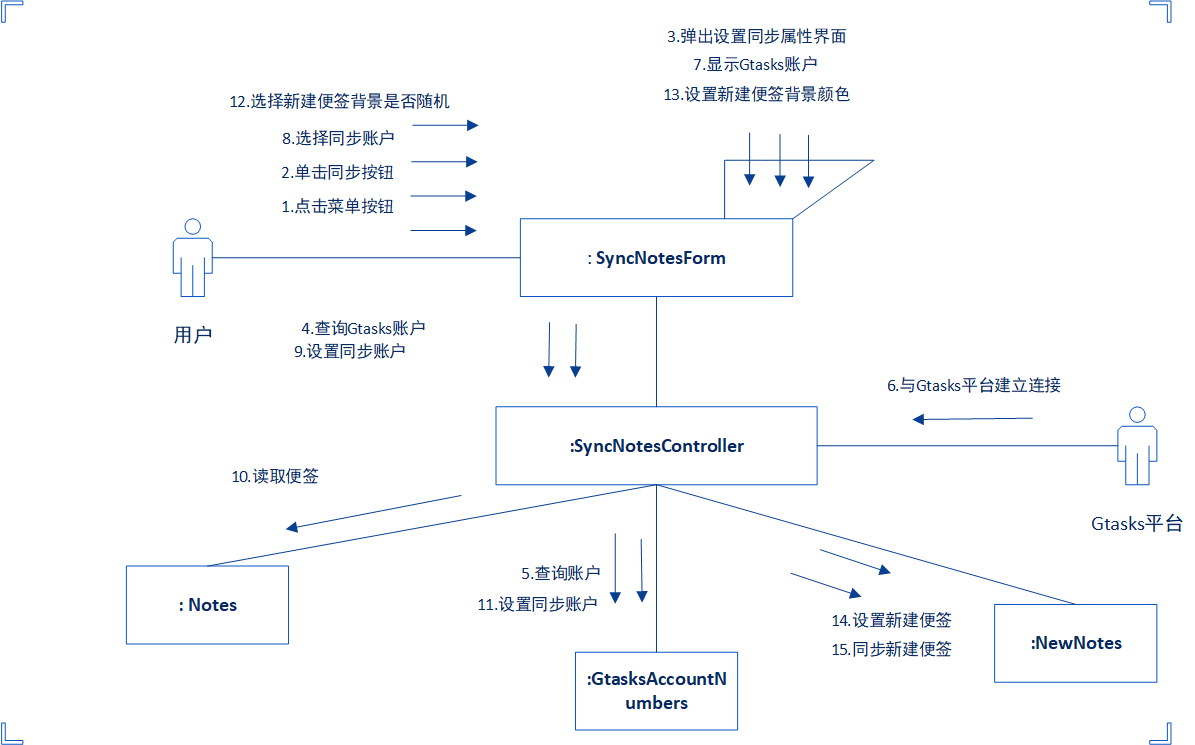 3.弹出设置同步属性界面
7.显示Gtasks账户
13.设置新建便签背景颜色
12.选择新建便签背景是否随机
8.选择同步账户
2.单击同步按钮
1.点击菜单按钮
: SyncNotesForm
用户
4.查询Gtasks账户
9.设置同步账户
6.与Gtasks平台建立连接
:SyncNotesController
10.读取便签
Gtasks平台
5.查询账户
11.设置同步账户
: Notes
14.设置新建便签
15.同步新建便签
:NewNotes
:GtasksAccountN
umbers